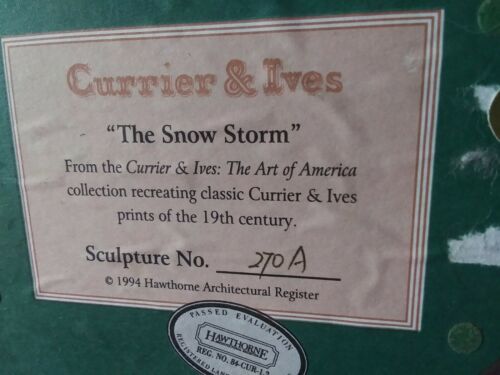 Currier & Ives
"The Snow Storm"
From the Currier & Ives: The Art of America
collection recreating classic Currier & Ives
prints of the 19th century.
Sculpture No. 270A
© 1994 Hawthorne Architectural Register
PASSED EVALUATION
HAWTHORNE
REG. NO. 84-CUR-1.2
REGISTERED